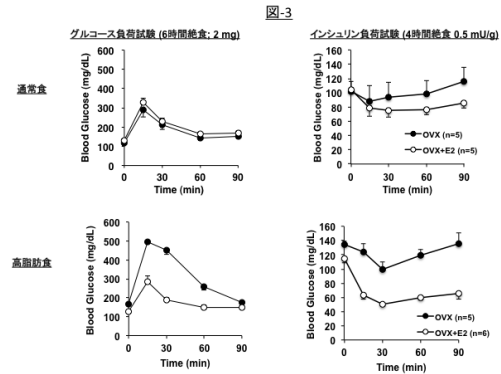 図-3
グルコース負荷試験 (6時間絶食; 2 mg)
インシュリン負荷試験 (4時間絶食 0.5 mU/g)
通常食
Blood Glucose (mg/dL)
600
500
400
300
200
100
0
0 30 60 90
Time (min)
Blood Glucose (mg/dL)
160
140
120
100
80
60
40
20
0
OVX (n=5)
OVX+E2 (n=5)
0 30 60 90
Time (min)
高脂肪食
Blood Glucose (mg/dL)
600
500
400
300
200
100
0
0 30 60 90
Time (min)
Blood Glucose (mg/dL)
160
140
120
100
80
60
40
20
0
OVX (n=5)
OVX+E2 (n=6)
0 30 60 90
Time (min)